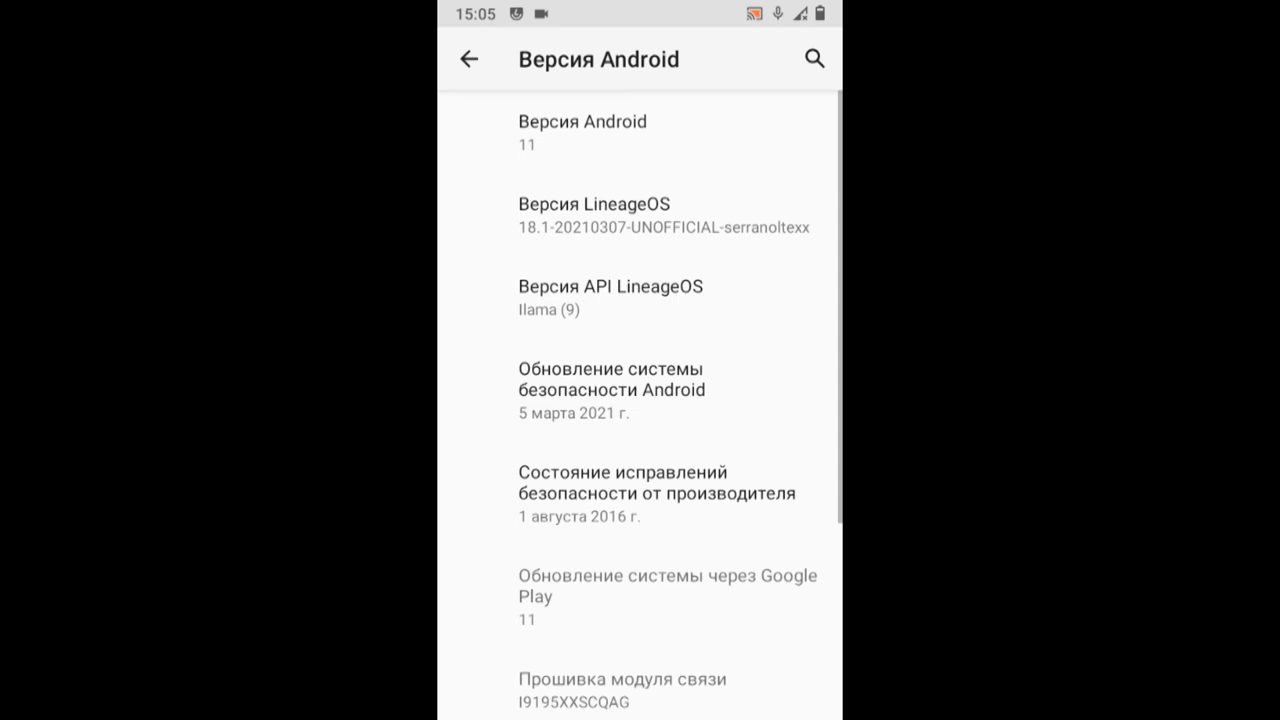 15:05
Версия Android
Версия Android
11
Версия LineageOS
18.1-20210307-UNOFFICIAL-serranoltexx
Версия API LineageOS
Ilama (9)
Обновление системы
безопасности Android
5 марта 2021 г.
Состояние исправлений
безопасности от производителя
1 августа 2016 г.
Обновление системы через Google
Play
11
Прошивка модуля связи
I9195XXSCQAG